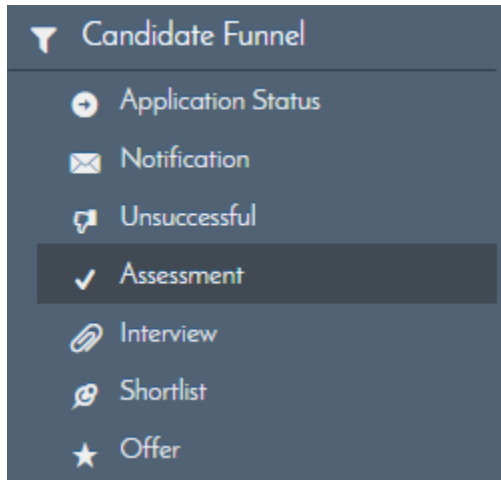 Candidate Funnel
Application Status
Notification
Unsuccessful
Assessment
Interview
Shortlist
Offer